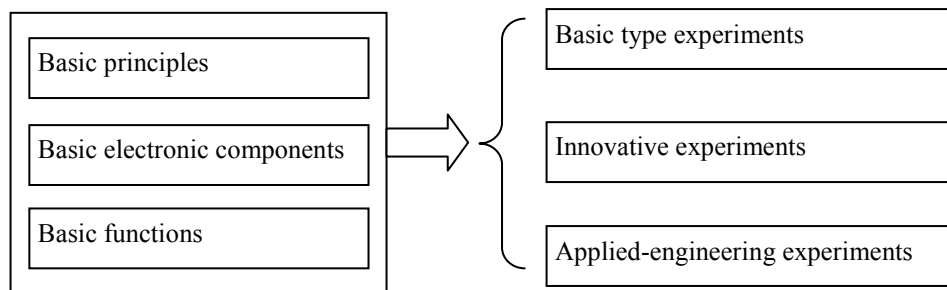 Basic principles
Basic electronic components
Basic functions
Basic type experiments
Innovative experiments
Applied-engineering experiments